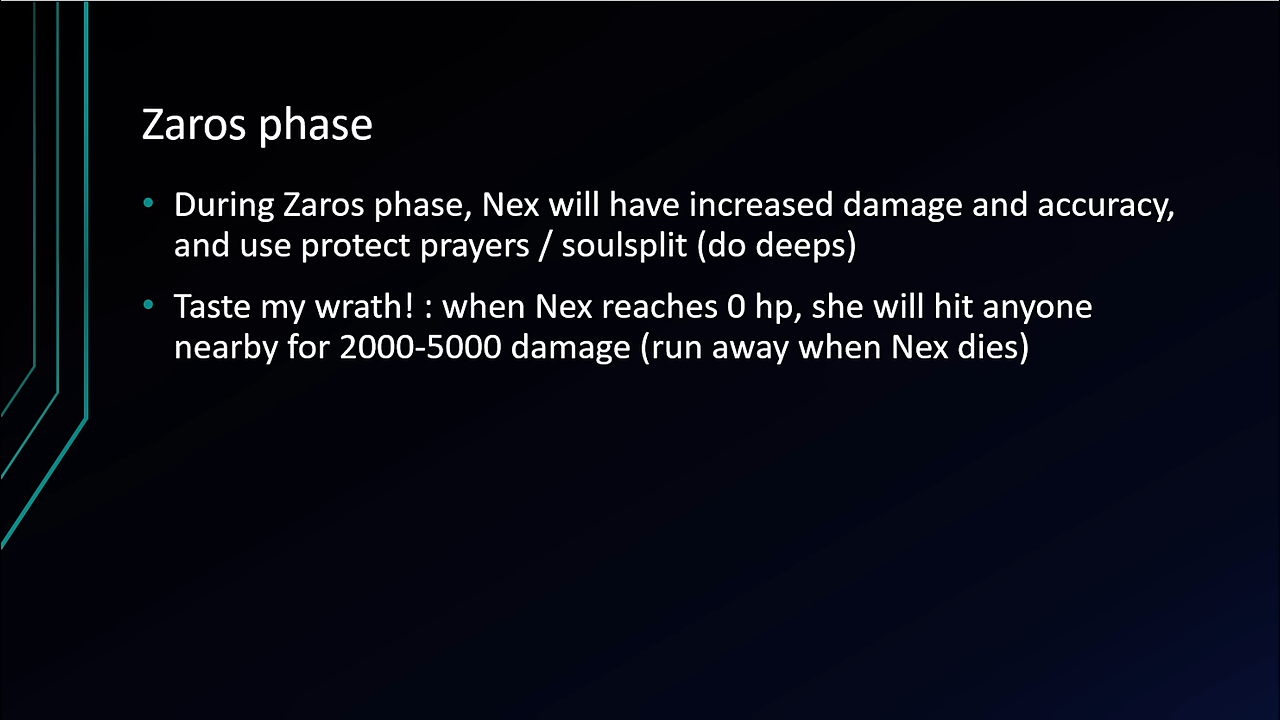 Zaros phase
• During Zaros phase, Nex will have increased damage and accuracy,
and use protect prayers / soulsplit (do deeps)
• Taste my wrath! : when Nex reaches 0 hp, she will hit anyone
nearby for 2000-5000 damage (run away when Nex dies)